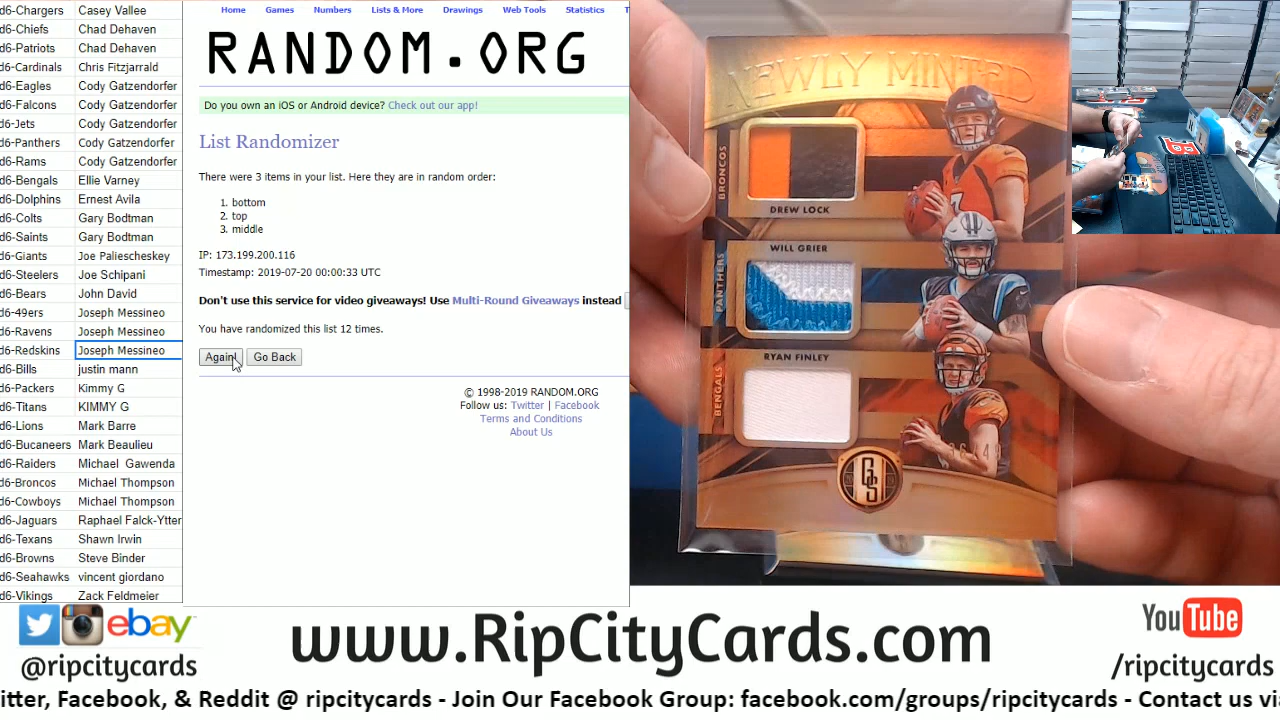 d6-Chargers Casey Vallee
d6-Chiefs Chad Dehaven
d6-Patriots Chad Dehaven
d6-Cardinals Chris Fitzjarrald
d6-Eagles Cody Gatzendorfer
d6-Falcons Cody Gatzendorfer
d6-Jets Cody Gatzendorfer
d6-Panthers Cody Gatzendorfer
d6-Rams Cody Gatzendorfer
d6-Bengals Ellie Varney
d6-Dolphins Ernest Avila
d6-Colts Gary Bodtman
d6-Saints Gary Bodtman
d6-Giants Joe Paliescheskey
d6-Steelers Joe Schipani
d6-Bears John David
d6-49ers Joseph Messineo
d6-Ravens Joseph Messineo
d6-Redskins Joseph Messineo
d6-Bills justin mann
d6-Packers Kimmy G
d6-Titans KIMMY G
d6-Lions Mark Barre
d6-Bucaneers Mark Beaulieu
d6-Raiders Michael Gawenda
d6-Broncos Michael Thompson
d6-Cowboys Michael Thompson
d6-Jaguars Raphael Falck-Ytter
d6-Texans Shawn Irwin
d6-Browns Steve Binder
d6-Seahawks vincent giordano
d6-Vikings Zack Feldmeier
Home Games Numbers Lists & More Drawings Web Tools Statistics T
RANDOM.ORG
Do you own an iOS or Android device? Check out our app!
List Randomizer
There were 3 items in your list. Here they are in random order:
1. bottom
2. top
3. middle
IP: 173.199.200.116
Timestamp: 2019-07-20 00:00:33 UTC
Don't use this service for video giveaways! Use Multi-Round Giveaways instead
You have randomized this list 12 times.
Again! Go Back
© 1998-2019 RANDOM.ORG
Follow us: Twitter | Facebook
Terms and Conditions
About Us
NEWLY MINTED
BRONCOS
DREW LOCK
PANTHERS
WILL GRIER
BENGALS
RYAN FINLEY
GS
ebay
@ripcitycards
www.RipCityCards.com
YouTube
/ripcitycards
itter, Facebook, & Reddit @ ripcitycards - Join Our Facebook Group: facebook.com/groups/ripcitycards - Contact us vi